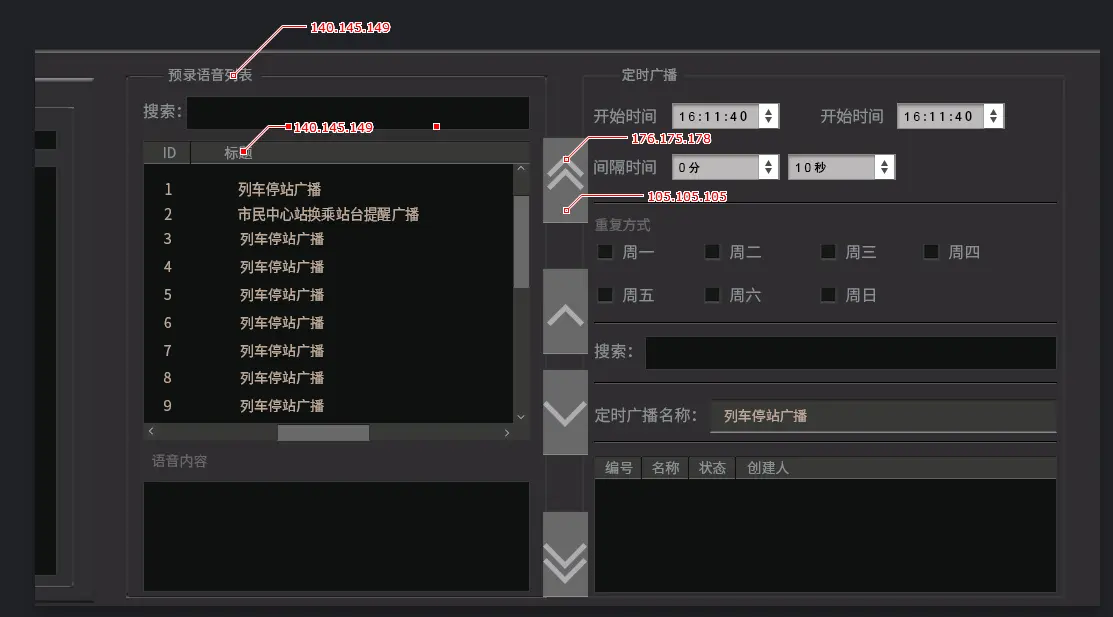 140.145.149
预录语音列表
搜索:
140.145.149
ID 标题
1 列车停站广播
2 市民中心站换乘站台提醒广播
3 列车停站广播
4 列车停站广播
5 列车停站广播
6 列车停站广播
7 列车停站广播
8 列车停站广播
9 列车停站广播
语音内容
176.175.178
105.105.105
定时广播
开始时间 16:11:40 开始时间 16:11:40
间隔时间 0分 10秒
重复方式
周一 周二 周三 周四
周五 周六 周日
搜索:
定时广播名称: 列车停站广播
编号 名称 状态 创建人